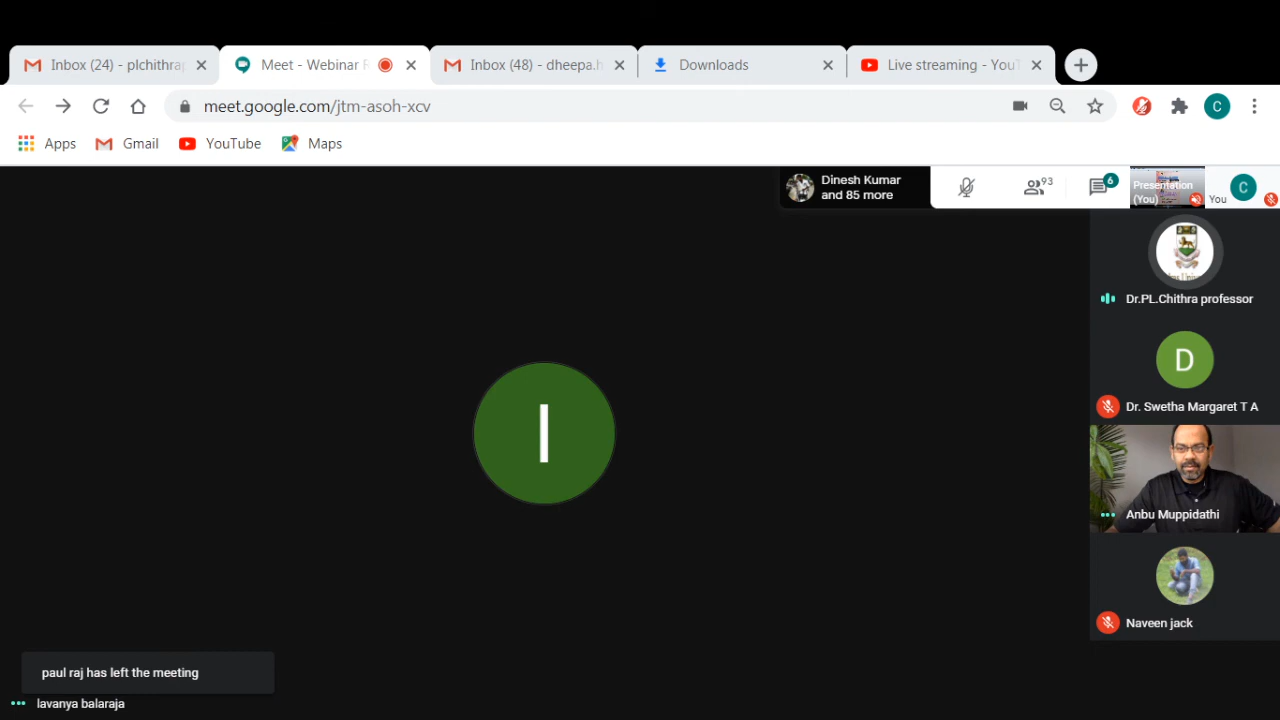 Inbox (24) - plchithrap
Meet - Webinar
Inbox (48) - dheepa.h
Downloads
Live streaming - YouT
meet.google.com/jtm-asoh-xcv
C
Apps
Gmail
YouTube
Maps
Dinesh Kumar
and 85 more
93
6
Presentation
(You)
You
C
Dr.PL.Chithra professor
D
Dr. Swetha Margaret T A
Anbu Muppidathi
Naveen jack
l
paul raj has left the meeting
lavanya balaraja